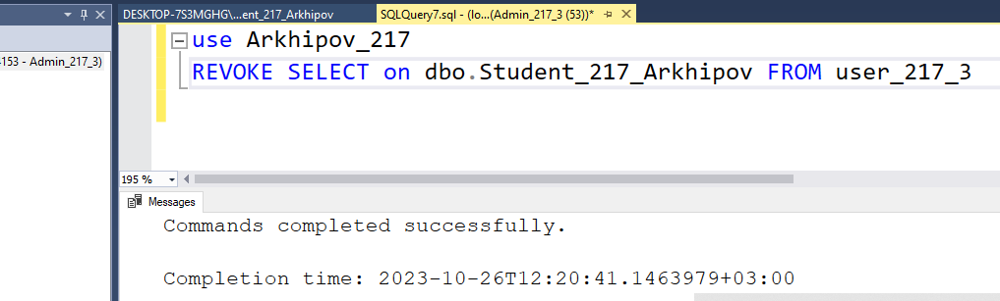 DESKTOP-7S3MGHG\...ent_217_Arkhipov
SQLQuery7.sql - (lo...(Admin_217_3 (53))*
4153 - Admin_217_3)
use Arkhipov_217
REVOKE SELECT on dbo.Student_217_Arkhipov FROM user_217_3
195 %
Messages
Commands completed successfully.
Completion time: 2023-10-26T12:20:41.1463979+03:00